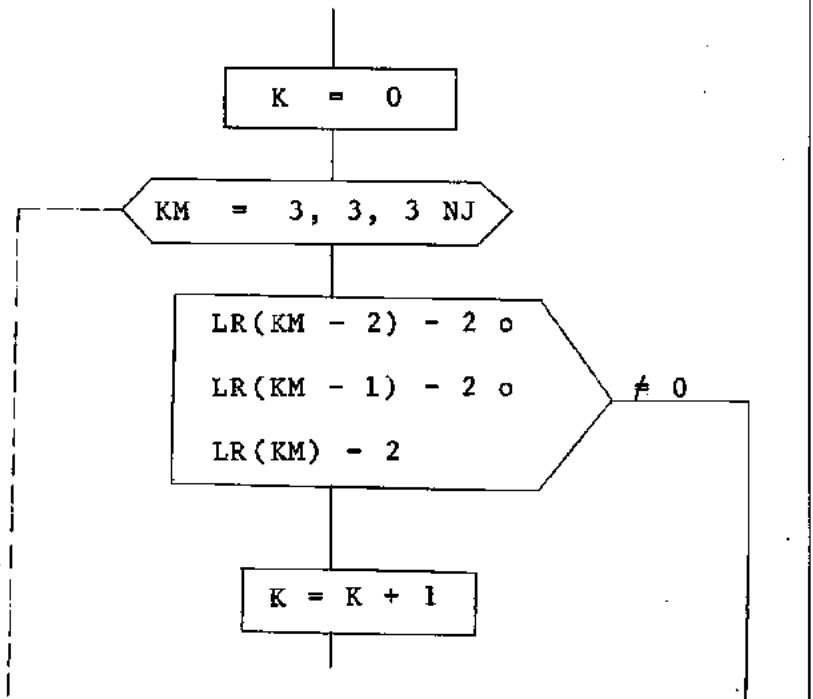 K = 0
KM = 3, 3, 3 NJ
LR(KM - 2) - 2 o
LR(KM - 1) - 2 o
≠ 0
LR(KM) - 2
K = K + 1